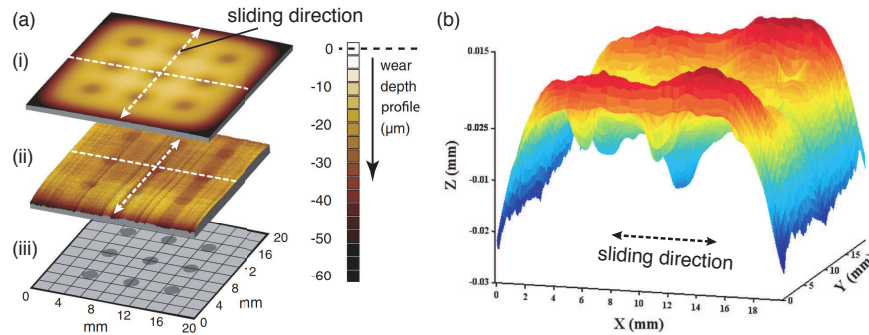 (a)
sliding direction
(i)
(ii)
(iii)
0
-10
-20
-30
-40
-50
-60
wear
depth
profile
(µm)
0
4
8
12
16
20
mm
0
4
8
12
16
20
mm
(b)
0.015
-0.025
-0.01
-0.02
-0.03
Z (mm)
sliding direction
0
2
4
6
8
10
12
14
16
18
X (mm)
0
5
10
15
Y (mm)